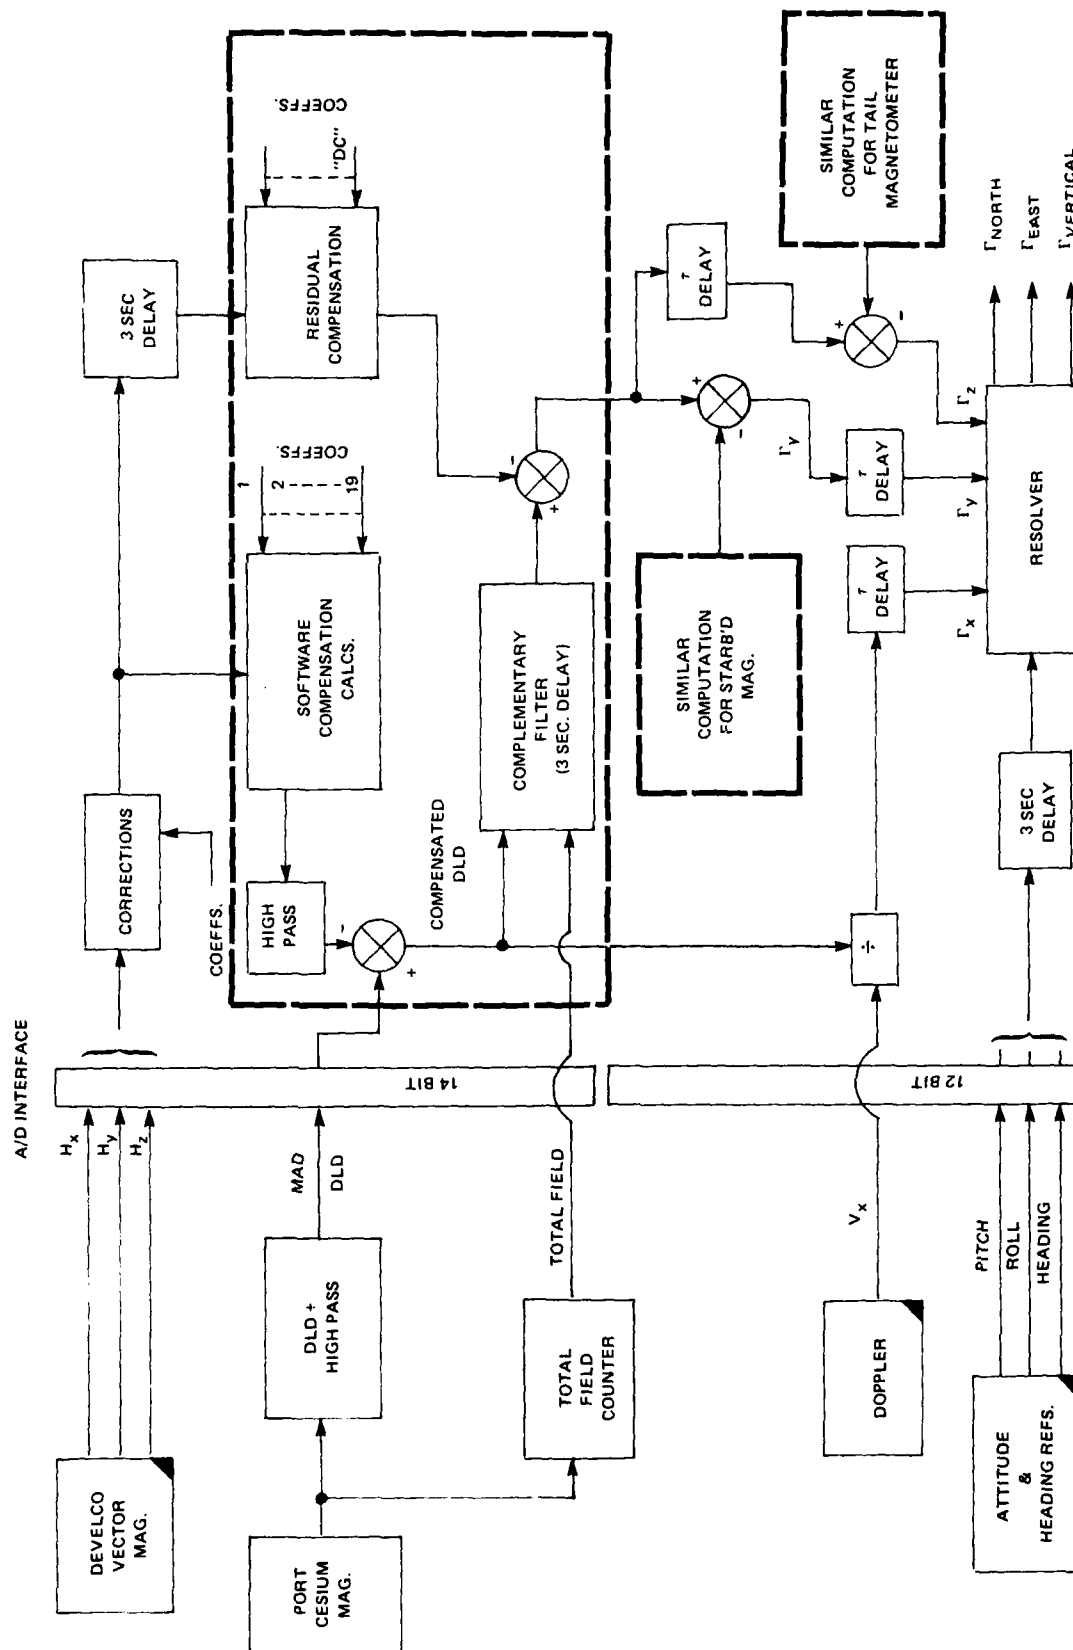 A/D INTERFACE
DEVELCO
VECTOR
MAG.
Hx
Hy
Hz
CORRECTIONS
COEFFS.
3 SEC
DELAY
PORT
CESIUM
MAG.
DLD +
HIGH PASS
MAD
DLD
14 BIT
HIGH
PASS
-
+
SOFTWARE
COMPENSATION
CALCS.
1
2
19
COEFFS.
RESIDUAL
COMPENSATION
"DC"
COEFFS.
COMPENSATED
DLD
TOTAL
FIELD
COUNTER
TOTAL FIELD
COMPLEMENTARY
FILTER
(3 SEC. DELAY)
+
-
SIMILAR
COMPUTATION
FOR STARB'D
MAG.
+
-
τ
DELAY
+
-
SIMILAR
COMPUTATION
FOR TAIL
MAGNETOMETER
DOPPLER
Vx
÷
τ
DELAY
Γy
τ
DELAY
Γx
Γy
Γz
12 BIT
ATTITUDE
&
HEADING REFS.
PITCH
ROLL
HEADING
3 SEC
DELAY
RESOLVER
ΓNORTH
ΓEAST
ΓVERTICAL